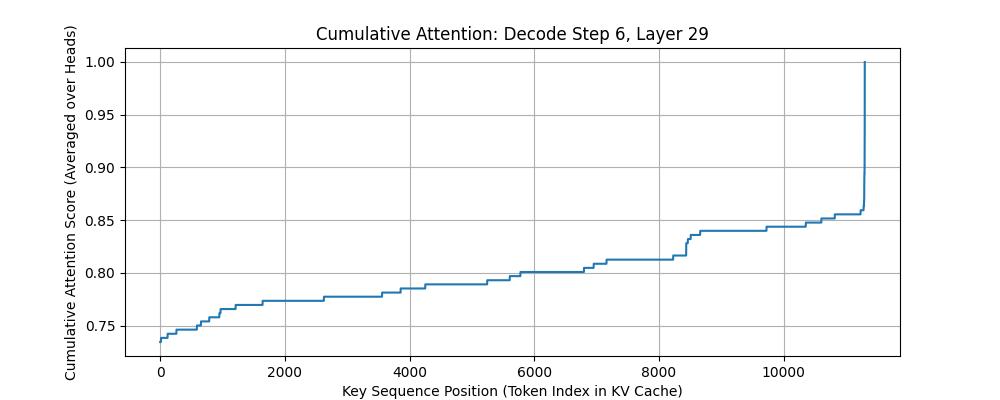 Cumulative Attention: Decode Step 6, Layer 29
Cumulative Attention Score (Averaged over Heads)
1.00
0.95
0.90
0.85
0.80
0.75
0 2000 4000 6000 8000 10000
Key Sequence Position (Token Index in KV Cache)